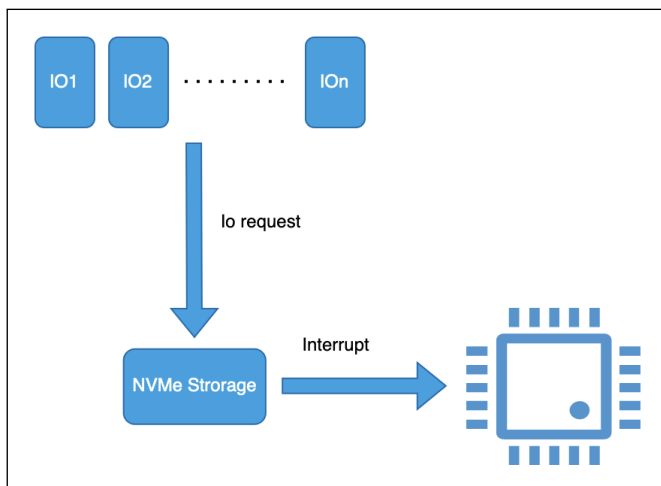 IO1 IO2 ......... IOn
Io request
Interrupt
NVMe Strorage